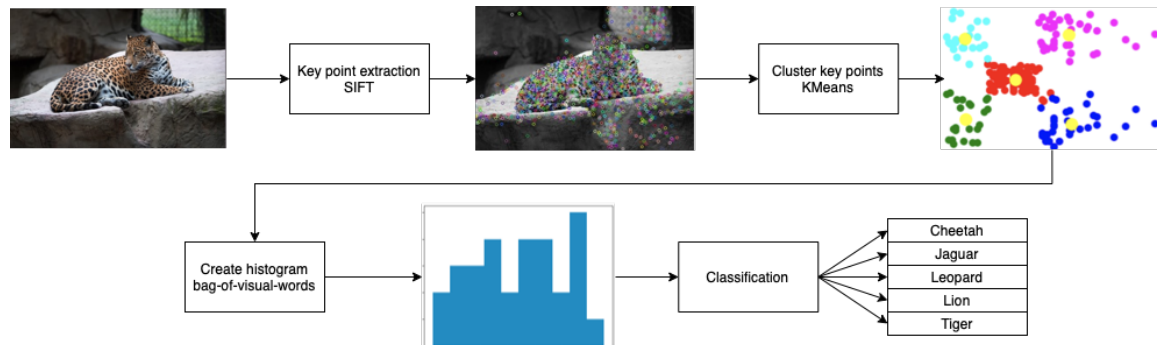 Key point extraction
SIFT
Cluster key points
KMeans
Create histogram
bag-of-visual-words
Classification
Cheetah
Jaguar
Leopard
Lion
Tiger